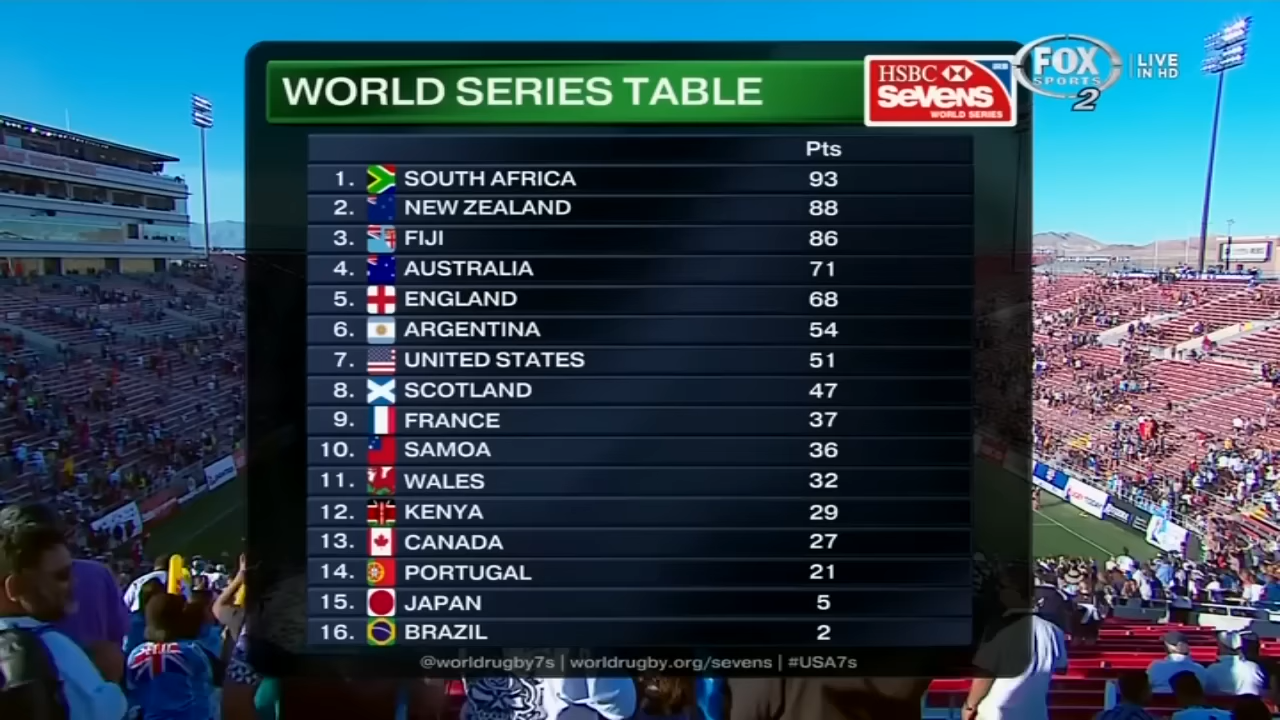 WORLD SERIES TABLE
HSBC
SeVenS
WORLD SERIES
FOX
SPORTS
2
LIVE
IN HD
Pts
1. SOUTH AFRICA 93
2. NEW ZEALAND 88
3. FIJI 86
4. AUSTRALIA 71
5. ENGLAND 68
6. ARGENTINA 54
7. UNITED STATES 51
8. SCOTLAND 47
9. FRANCE 37
10. SAMOA 36
11. WALES 32
12. KENYA 29
13. CANADA 27
14. PORTUGAL 21
15. JAPAN 5
16. BRAZIL 2
@worldrugby7s | worldrugby.org/sevens | #USA7s